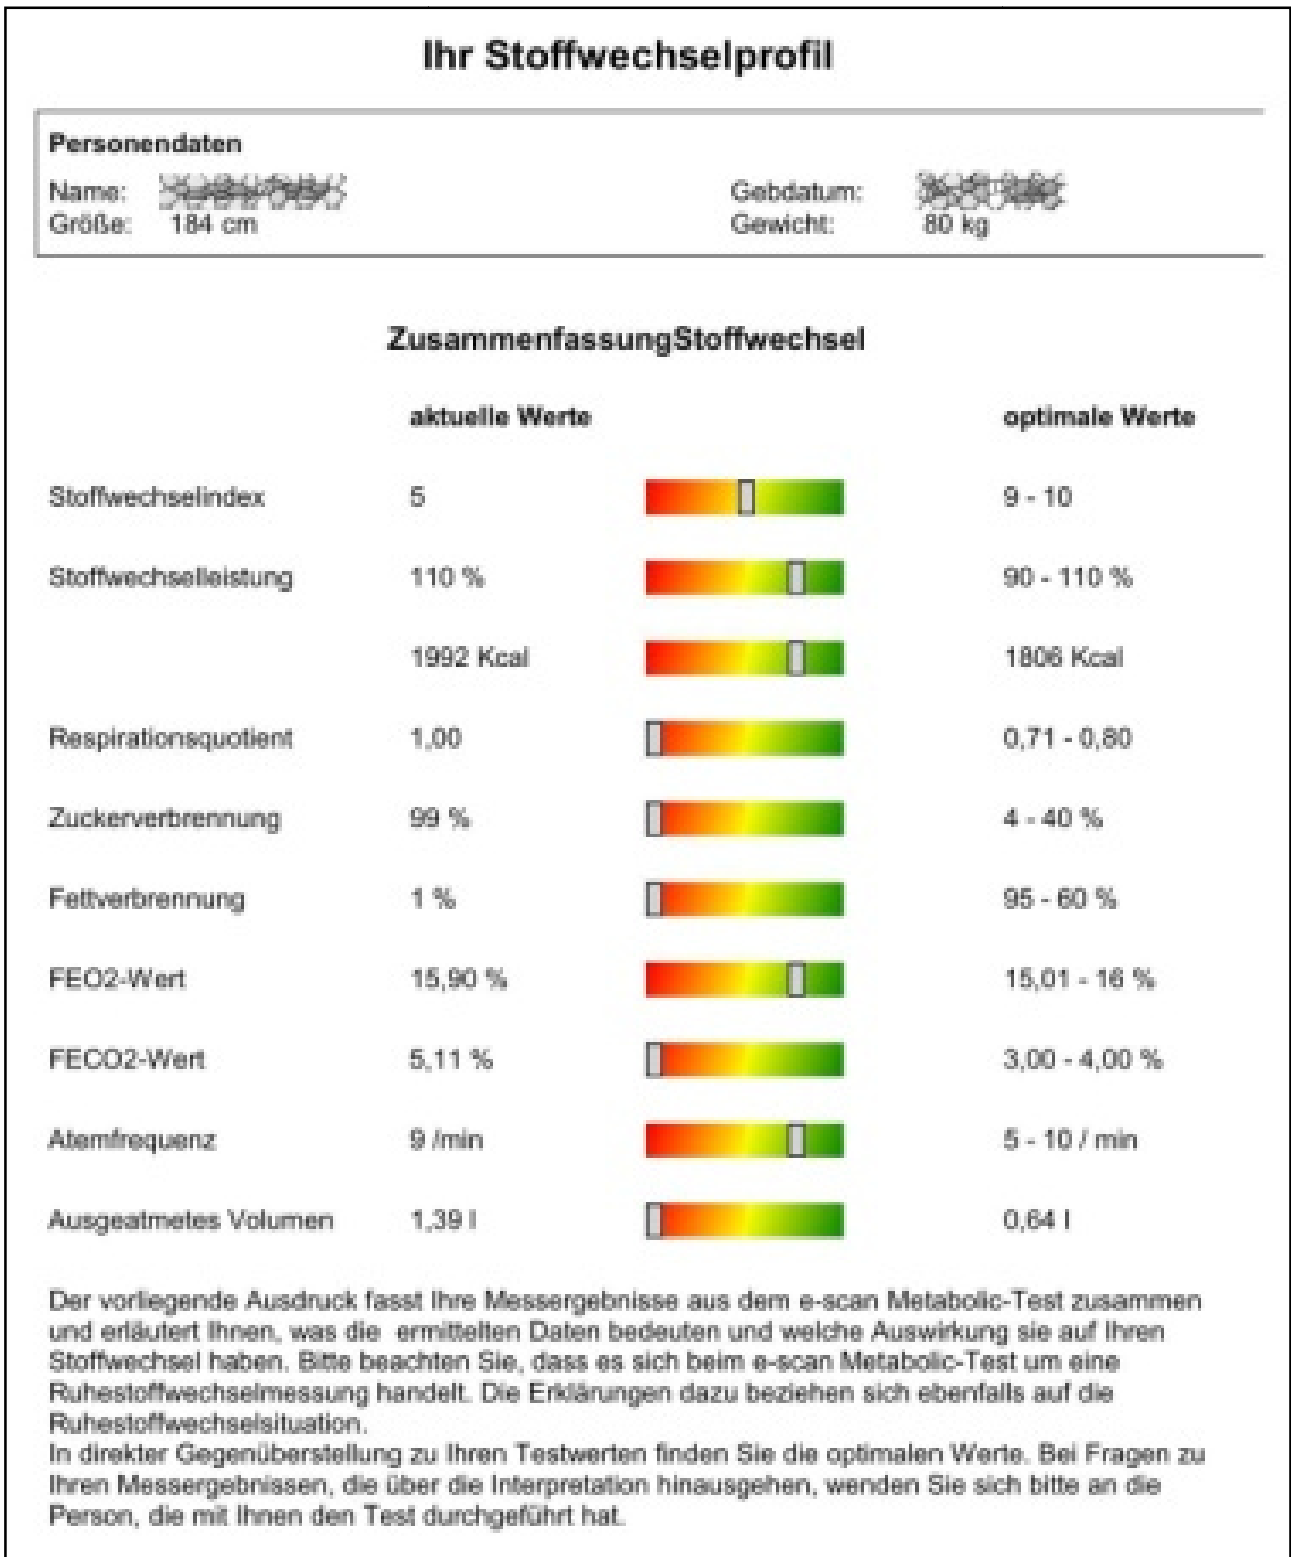 Ihr Stoffwechselprofil
Personendaten
Name: Gebdatum:
Größe: 184 cm Gewicht: 80 kg
ZusammenfassungStoffwechsel
aktuelle Werte optimale Werte
Stoffwechselindex 5 9 - 10
Stoffwechselleistung 110 % 90 - 110 %
1992 Kcal 1806 Kcal
Respirationsquotient 1,00 0,71 - 0,80
Zuckerverbrennung 99 % 4 - 40 %
Fettverbrennung 1 % 95 - 60 %
FEO2-Wert 15,90 % 15,01 - 16 %
FECO2-Wert 5,11 % 3,00 - 4,00 %
Atemfrequenz 9 /min 5 - 10 / min
Ausgeatmetes Volumen 1,39 l 0,64 l
Der vorliegende Ausdruck fasst Ihre Messergebnisse aus dem e-scan Metabolic-Test zusammen
und erläutert Ihnen, was die ermittelten Daten bedeuten und welche Auswirkung sie auf Ihren
Stoffwechsel haben. Bitte beachten Sie, dass es sich beim e-scan Metabolic-Test um eine
Ruhestoffwechselmessung handelt. Die Erklärungen dazu beziehen sich ebenfalls auf die
Ruhestoffwechselsituation.
In direkter Gegenüberstellung zu Ihren Testwerten finden Sie die optimalen Werte. Bei Fragen zu
Ihren Messergebnissen, die über die Interpretation hinausgehen, wenden Sie sich bitte an die
Person, die mit Ihnen den Test durchgeführt hat.